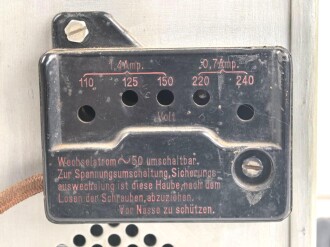 1,4 Amp. 0,7 Amp.
110 125 150 220 240
Volt
Wechselstrom ~ 50 umschaltbar.
Zur Spannungsumschaltung, Sicherungs-
auswechslung ist diese Haube, nach dem
Lösen der Schrauben, abzuziehen.
Vor Nässe zu schützen.